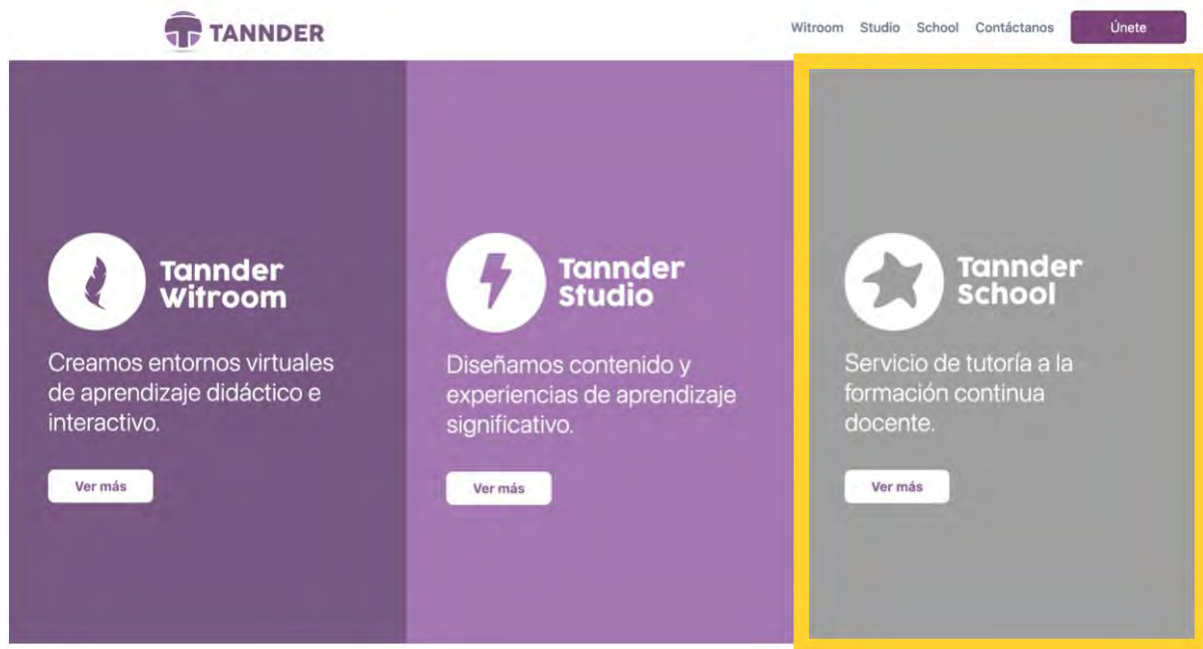 TANNDER
Witroom Studio School Contáctanos Únete
Tannder
Witroom
Creamos entornos virtuales
de aprendizaje didáctico e
interactivo.
Ver más
Tannder
Studio
Diseñamos contenido y
experiencias de aprendizaje
significativo.
Ver más
Tannder
School
Servicio de tutoría a la
formación continua
docente.
Ver más